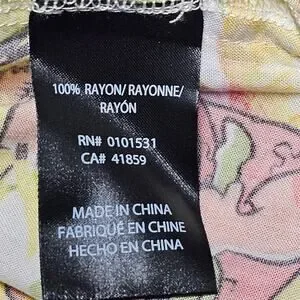 100% RAYON/ RAYONNE/
RAYÓN
RN# 0101531
CA# 41859
MADE IN CHINA
FABRIQUÉ EN CHINE
HECHO EN CHINA